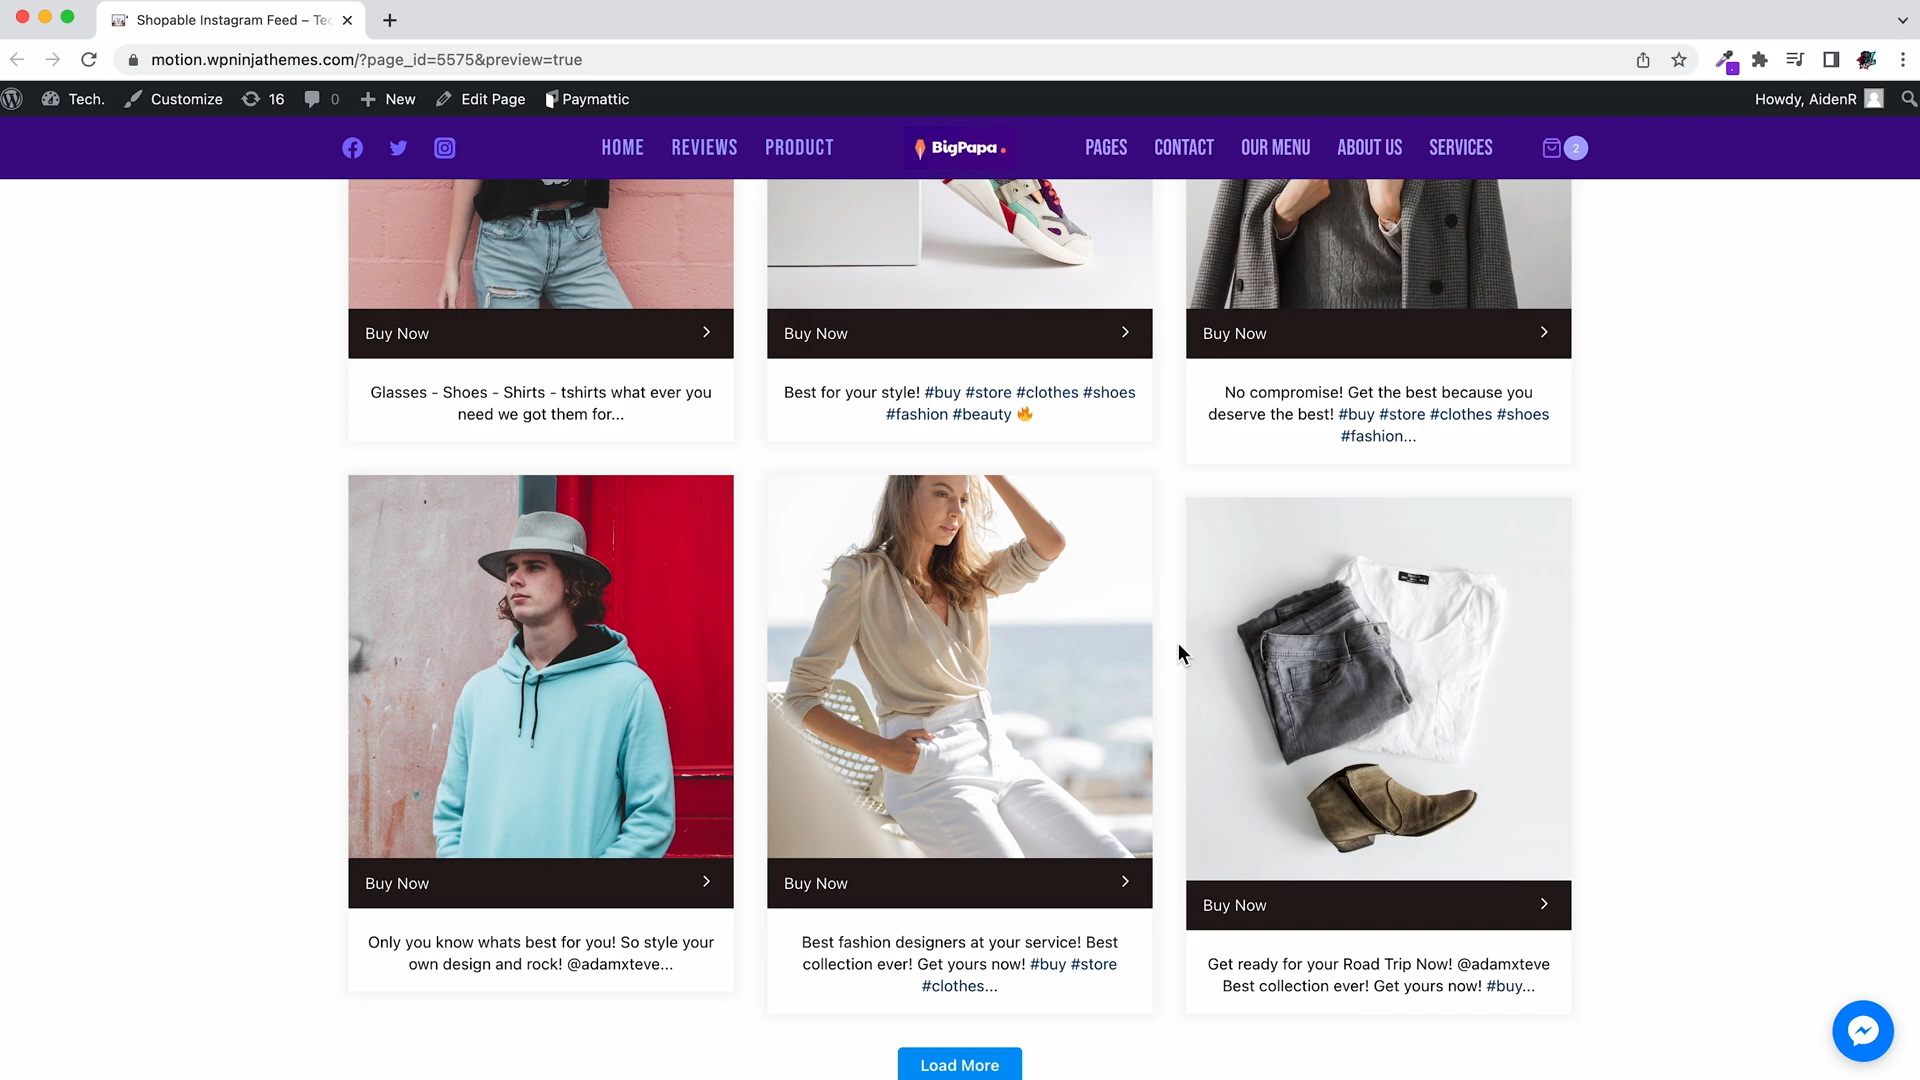 Shopable Instagram Feed – Tec
motion.wpninjathemes.com/?page_id=5575&preview=true
Tech. Customize 16 0 New Edit Page Paymattic Howdy, AidenR
HOME REVIEWS PRODUCT BigPapa. PAGES CONTACT OUR MENU ABOUT US SERVICES 2
Buy Now
Glasses - Shoes - Shirts - tshirts what ever you
need we got them for...
Buy Now
Best for your style! #buy #store #clothes #shoes
#fashion #beauty 🔥
Buy Now
No compromise! Get the best because you
deserve the best! #buy #store #clothes #shoes
#fashion...
Buy Now
Only you know whats best for you! So style your
own design and rock! @adamxteve...
Buy Now
Best fashion designers at your service! Best
collection ever! Get yours now! #buy #store
#clothes...
Buy Now
Get ready for your Road Trip Now! @adamxteve
Best collection ever! Get yours now! #buy...
Load More